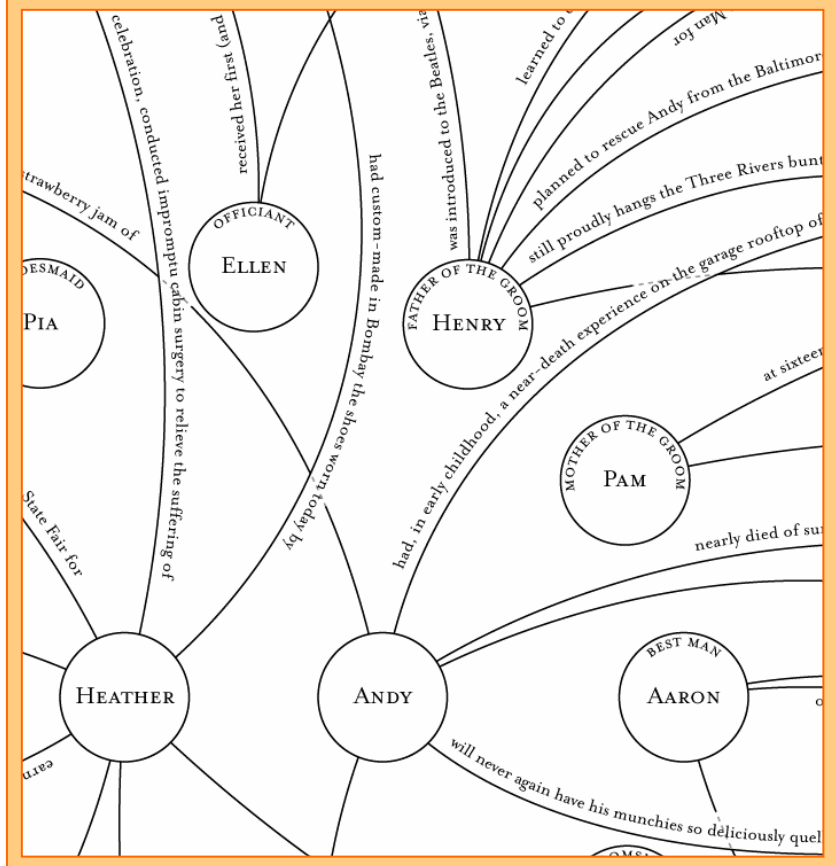 celebration, conducted impromptu cabin surgery to relieve the suffering of
received her first (and
had custom-made in Bombay the shoes worn today by
was introduced to the Beatles, via
learned to
Man for
planned to rescue Andy from the Baltimor
still proudly hangs the Three Rivers bunt
had, in early childhood, a near-death experience on the garage rooftop of
strawberry jam of
OFFICIANT
ELLEN
DESMAID
PIA
FATHER OF THE GROOM
HENRY
at sixteen
MOTHER OF THE GROOM
PAM
State Fair for
nearly died of sur
HEATHER
ANDY
BEST MAN
AARON
earn
will never again have his munchies so deliciously quel
OMS